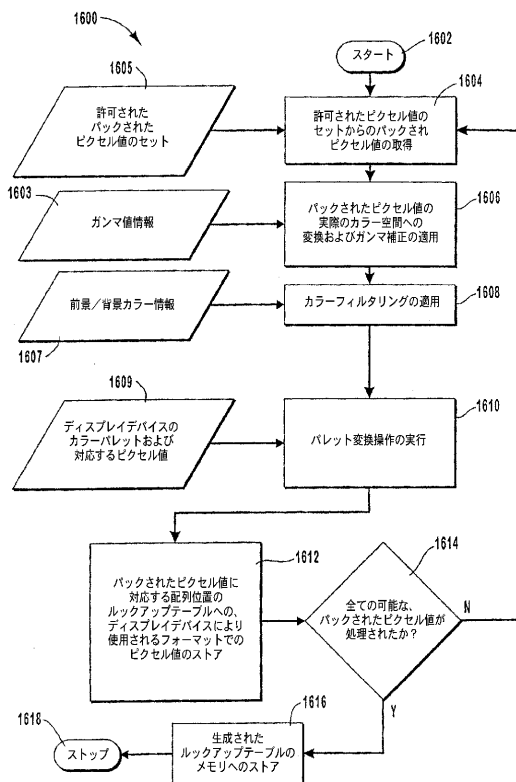 1600
1602
スタート
1605
許可された
パックされた
ピクセル値のセット
1604
許可されたピクセル値の
セットからのパックされ
ピクセル値の取得
1603
ガンマ値情報
パックされたピクセル値の
実際のカラー空間への
変換およびガンマ補正の適用
1606
前景／背景カラー情報
1607
カラーフィルタリングの適用
1608
1609
ディスプレイデバイスの
カラーパレットおよび
対応するピクセル値
1610
パレット変換操作の実行
1612
パックされたピクセル値に
対応する配列位置の
ルックアップテーブルへの、
ディスプレイデバイスにより
使用されるフォーマットでの
ピクセル値のストア
1614
全ての可能な、
パックされたピクセル値が
処理されたか？
N
Y
1616
生成された
ルックアップテーブルの
メモリへのストア
1618
ストップ